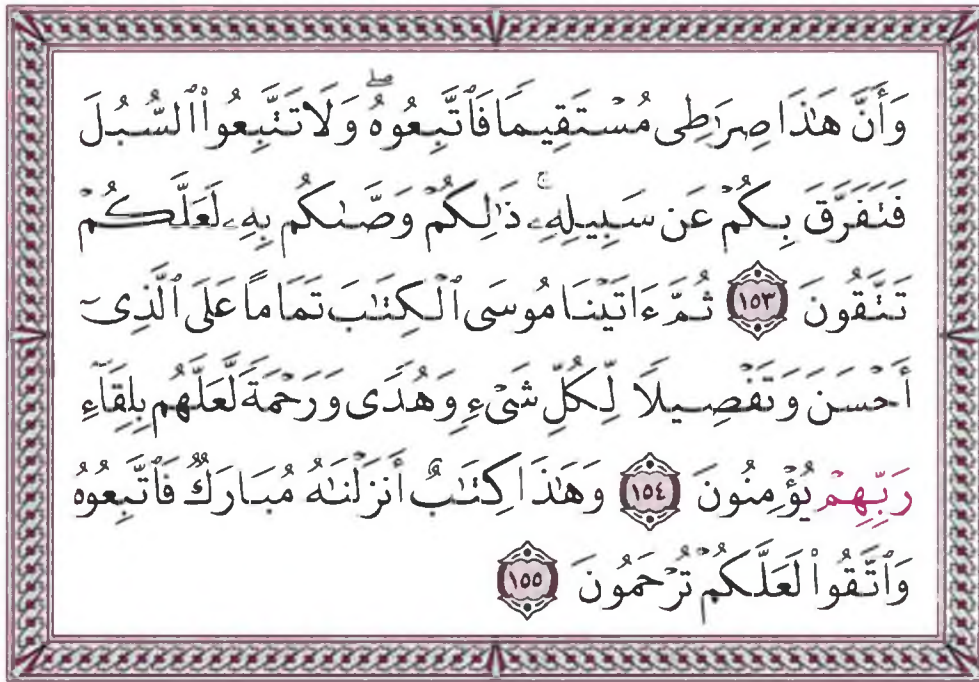 وَأَنَّ هَٰذَا صِرَٰطِى مُسْتَقِيمًا فَٱتَّبِعُوهُ ۖ وَلَا تَتَّبِعُوا۟ ٱلسُّبُلَ
فَتَفَرَّقَ بِكُمْ عَن سَبِيلِهِۦ ۚ ذَٰلِكُمْ وَصَّىٰكُم بِهِۦ لَعَلَّكُمْ
تَتَّقُونَ ١٥٣ ثُمَّ ءَاتَيْنَا مُوسَى ٱلْكِتَٰبَ تَمَامًا عَلَى ٱلَّذِىٓ
أَحْسَنَ وَتَفْصِيلًا لِّكُلِّ شَىْءٍ وَهُدًى وَرَحْمَةً لَّعَلَّهُم بِلِقَآءِ
رَبِّهِمْ يُؤْمِنُونَ ١٥٤ وَهَٰذَا كِتَٰبٌ أَنزَلْنَٰهُ مُبَارَكٌ فَٱتَّبِعُوهُ
وَٱتَّقُوا۟ لَعَلَّكُمْ تُرْحَمُونَ ١٥٥